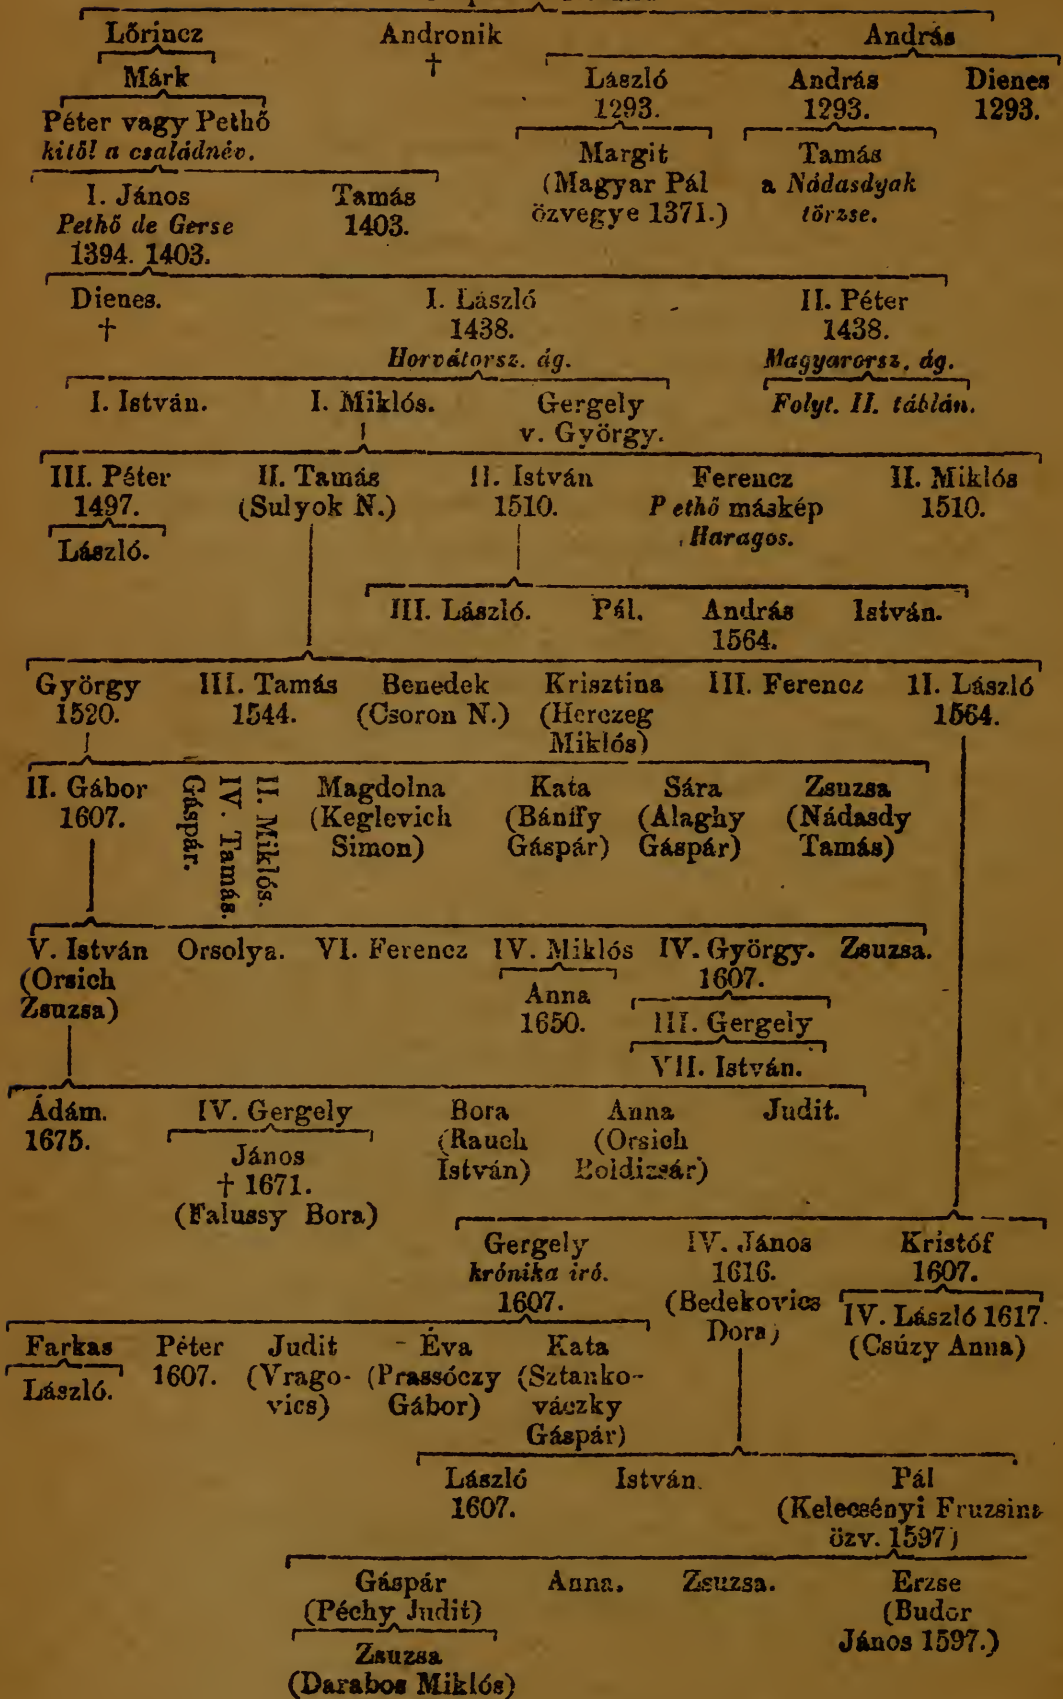 Lőrincz Andronik András
†
Márk László András Dienes
1293. 1293. 1293.
Péter vagy Pethő
kitől a családnév.
Margit Tamás
(Magyar Pál a Nádasdyak
özvegye 1371.) törzse.
I. János Tamás
Pethő de Gerse 1403.
1394. 1403.
Dienes. I. László II. Péter
† 1438. 1438.
Horvátorsz. ág. Magyarorsz. ág.
I. István. I. Miklós. Gergely Folyt. II. táblán.
v. György.
III. Péter II. Tamás II. István Ferencz II. Miklós
1497. (Sulyok N.) 1510. Pethő máskép 1510.
László. Haragos.
III. László. Pál. András István.
1564.
György III. Tamás Benedek Krisztina III. Ferencz II. László
1520. 1544. (Csoron N.) (Herczeg 1564.
Miklós)
II. Gábor Gáspár. IV. Tamás. II. Miklós. Magdolna Kata Sára Zsuzsa
1607. (Keglevich (Bánffy (Alaghy (Nádasdy
Simon) Gáspár) Gáspár) Tamás)
V. István Orsolya. VI. Ferencz IV. Miklós IV. György. Zsuzsa.
(Orsich 1607.
Zsuzsa) Anna
1650. III. Gergely
VII. István.
Ádám. IV. Gergely Bora Anna Judit.
1675. (Rauch (Orsich
János István) Boldizsár)
† 1671.
(Falussy Bora)
Gergely IV. János Kristóf
krónika iró. 1616. 1607.
1607. (Bedekovics IV. László 1617.
Dora) (Csúzy Anna)
Farkas Péter Judit Éva Kata
László. 1607. (Vrago- (Prassóczy (Sztanko-
vics) Gábor) váczky
Gáspár)
László István. Pál
1607. (Kelecsényi Fruzsina
özv. 1597)
Gáspár Anna. Zsuzsa. Erzse
(Péchy Judit) (Budor
János 1597.)
Zsuzsa
(Darabos Miklós)